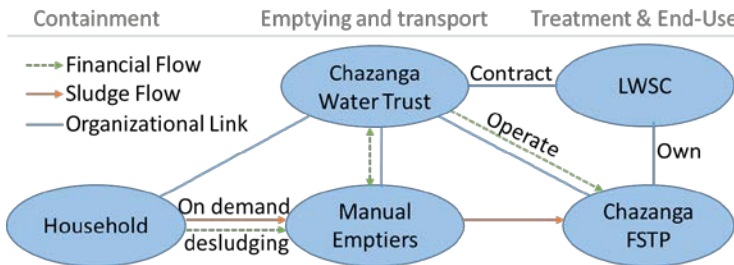 Containment
Emptying and transport
Treatment & End-Use
Financial Flow
Sludge Flow
Organizational Link
Chazanga
Water Trust
Contract
LWSC
Operate
Own
Household
On demand
desludging
Manual
Emptiers
Chazanga
FSTP